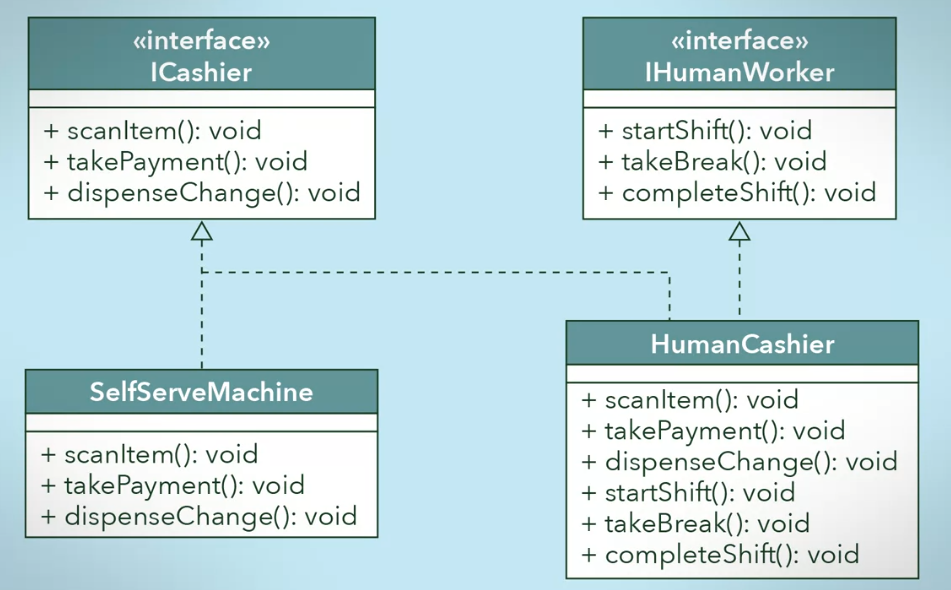 «interface»
ICashier
+ scanItem(): void
+ takePayment(): void
+ dispenseChange(): void
«interface»
IHumanWorker
+ startShift(): void
+ takeBreak(): void
+ completeShift(): void
SelfServeMachine
+ scanItem(): void
+ takePayment(): void
+ dispenseChange(): void
HumanCashier
+ scanItem(): void
+ takePayment(): void
+ dispenseChange(): void
+ startShift(): void
+ takeBreak(): void
+ completeShift(): void